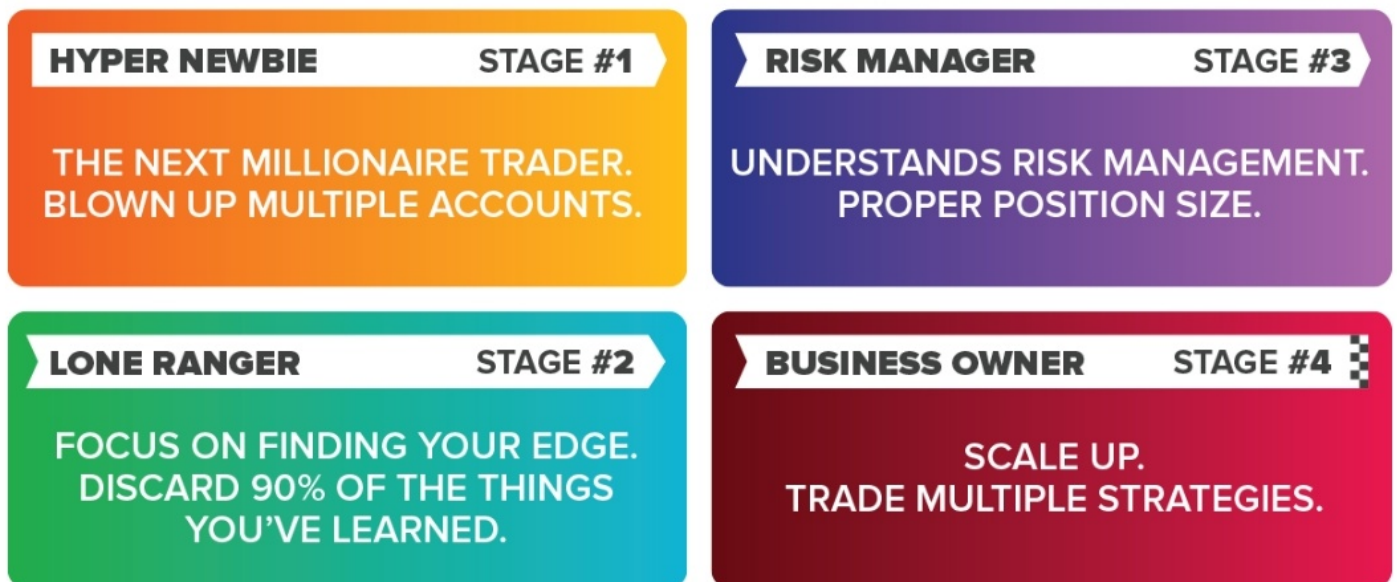 HYPER NEWBIE STAGE #1
THE NEXT MILLIONAIRE TRADER.
BLOWN UP MULTIPLE ACCOUNTS.
LONE RANGER STAGE #2
FOCUS ON FINDING YOUR EDGE.
DISCARD 90% OF THE THINGS
YOU'VE LEARNED.
RISK MANAGER STAGE #3
UNDERSTANDS RISK MANAGEMENT.
PROPER POSITION SIZE.
BUSINESS OWNER STAGE #4
SCALE UP.
TRADE MULTIPLE STRATEGIES.